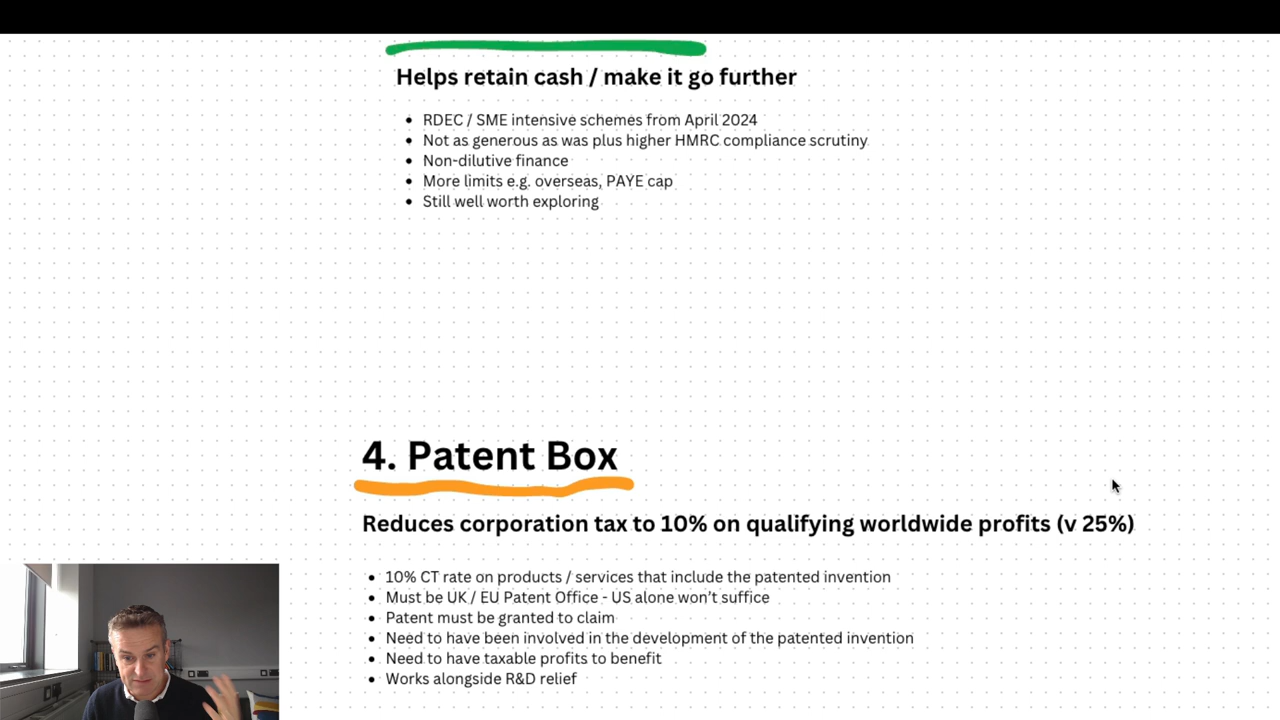 Helps retain cash / make it go further
• RDEC / SME intensive schemes from April 2024
• Not as generous as was plus higher HMRC compliance scrutiny
• Non-dilutive finance
• More limits e.g. overseas, PAYE cap
• Still well worth exploring
4. Patent Box
Reduces corporation tax to 10% on qualifying worldwide profits (v 25%)
• 10% CT rate on products / services that include the patented invention
• Must be UK / EU Patent Office - US alone won’t suffice
• Patent must be granted to claim
• Need to have been involved in the development of the patented invention
• Need to have taxable profits to benefit
• Works alongside R&D relief